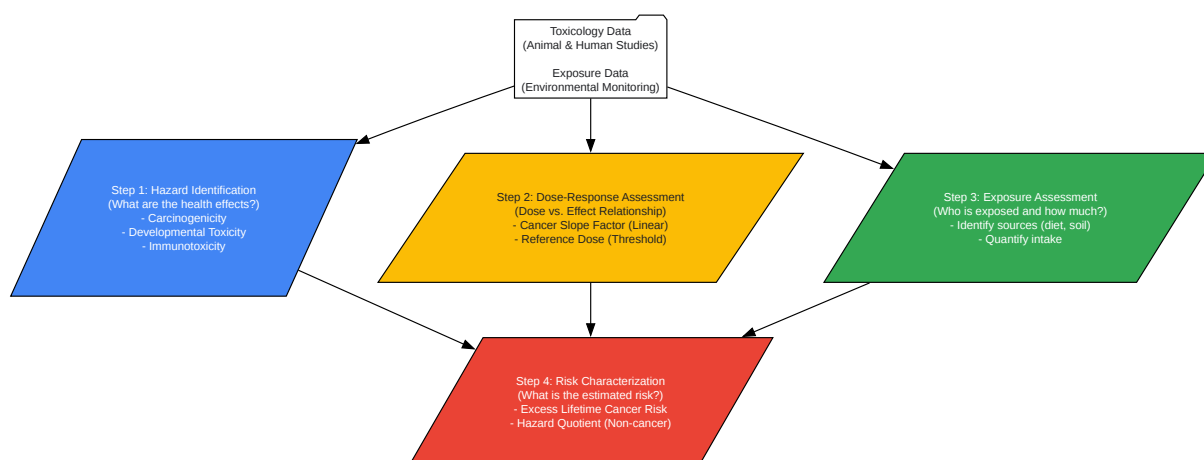 Toxicology Data
(Animal & Human Studies)
Exposure Data
(Environmental Monitoring)
Step 1: Hazard Identification
(What are the health effects?)
- Carcinogenicity
- Developmental Toxicity
- Immunotoxicity
Step 2: Dose-Response Assessment
(Dose vs. Effect Relationship)
- Cancer Slope Factor (Linear)
- Reference Dose (Threshold)
Step 3: Exposure Assessment
(Who is exposed and how much?)
- Identify sources (diet, soil)
- Quantify intake
Step 4: Risk Characterization
(What is the estimated risk?)
- Excess Lifetime Cancer Risk
- Hazard Quotient (Non-cancer)